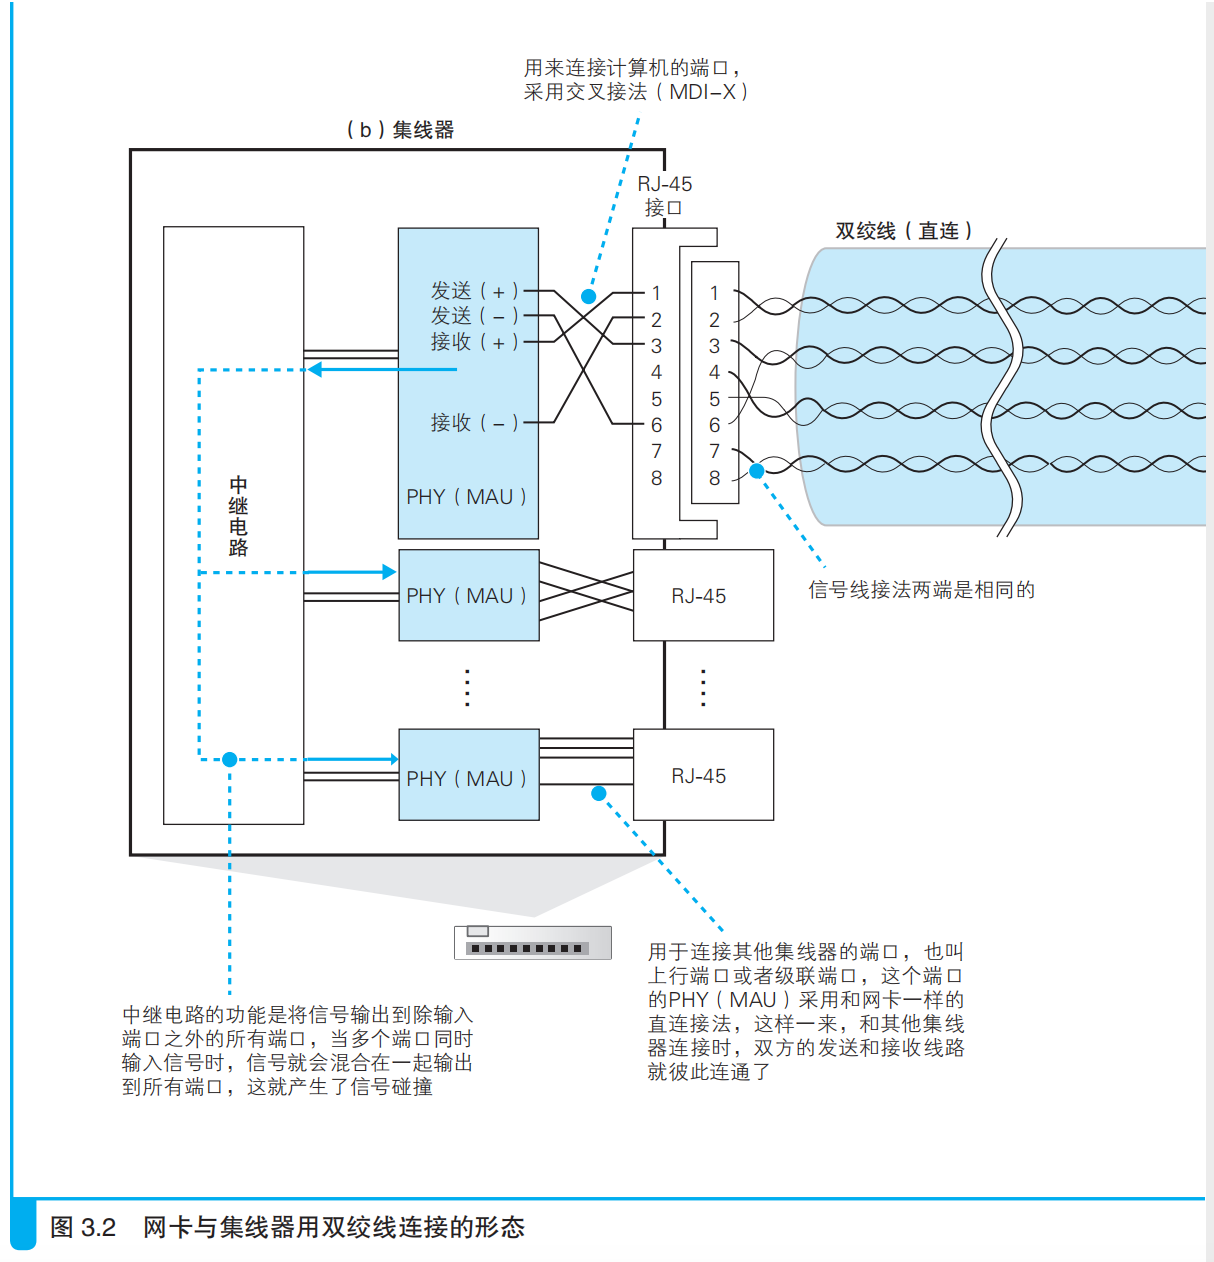 用来连接计算机的端口，
采用交叉接法（MDI-X）
（b）集线器
RJ-45
接口
双绞线（直连）
发送（+）
发送（-）
接收（+）
接收（-）
PHY（MAU）
1
2
3
4
5
6
7
8
1
2
3
4
5
6
7
8
中
继
电
路
信号线接法两端是相同的
PHY（MAU）
RJ-45
PHY（MAU）
RJ-45
用于连接其他集线器的端口，也叫
上行端口或者级联端口，这个端口
的PHY（MAU）采用和网卡一样的
直连接法，这样一来，和其他集线
器连接时，双方的发送和接收线路
就彼此连通了
中继电路的功能是将信号输出到除输入
端口之外的所有端口，当多个端口同时
输入信号时，信号就会混合在一起输出
到所有端口，这就产生了信号碰撞
图 3.2 网卡与集线器用双绞线连接的形态